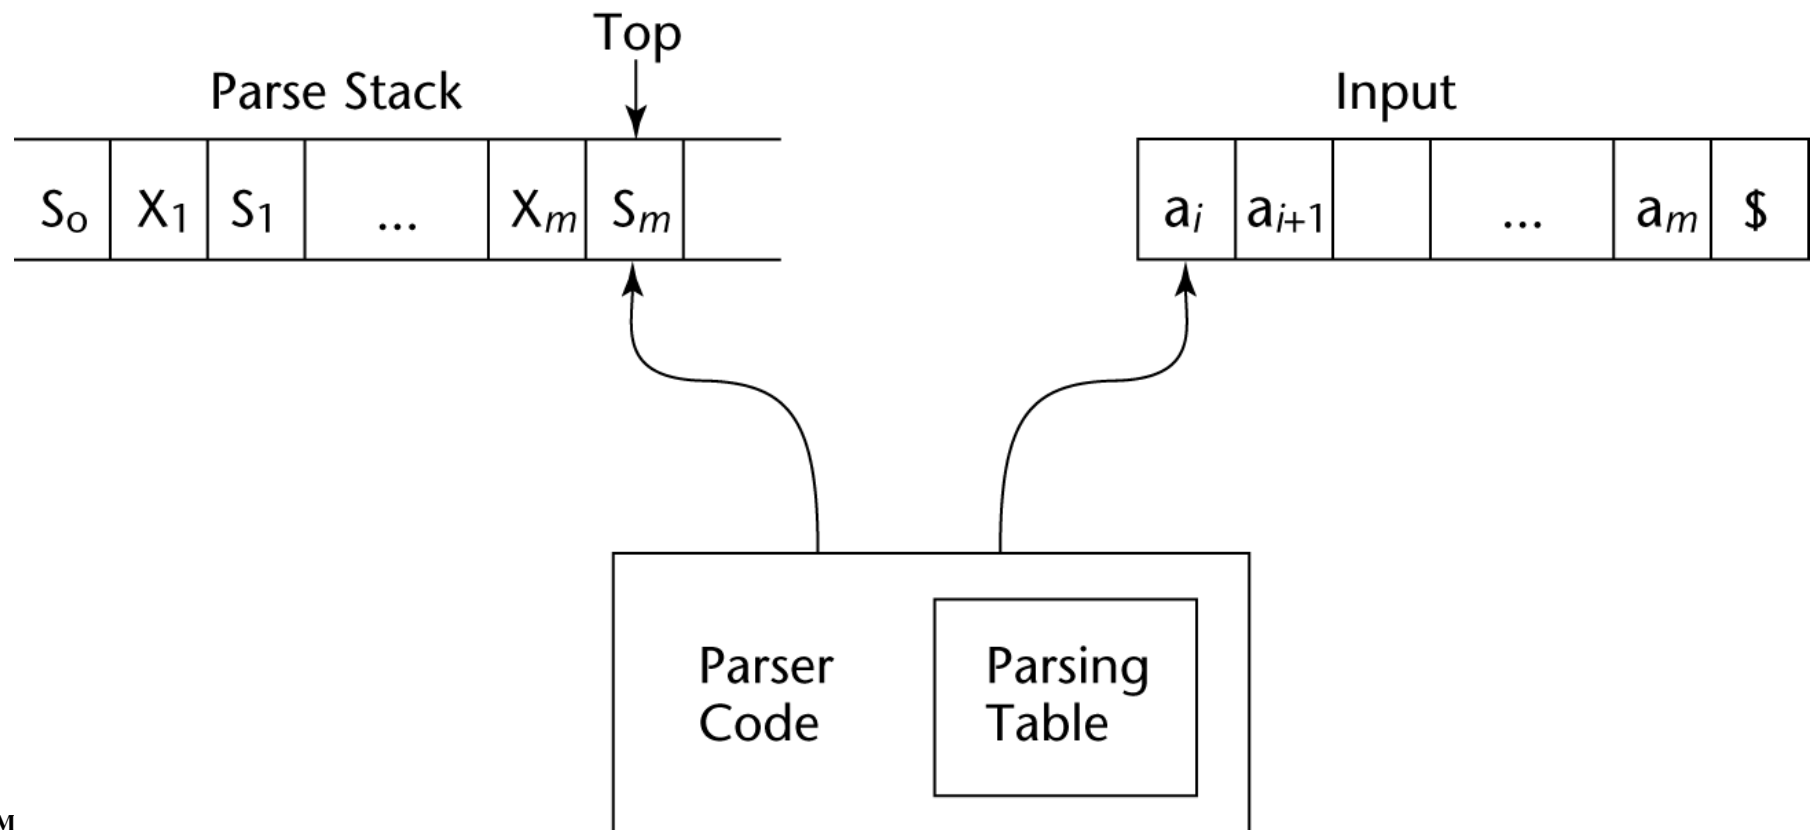 Top
Parse Stack
Input
S₀ X₁ S₁ ... Xₘ Sₘ
aᵢ aᵢ₊₁ ... aₘ $
Parser
Code
Parsing
Table
M